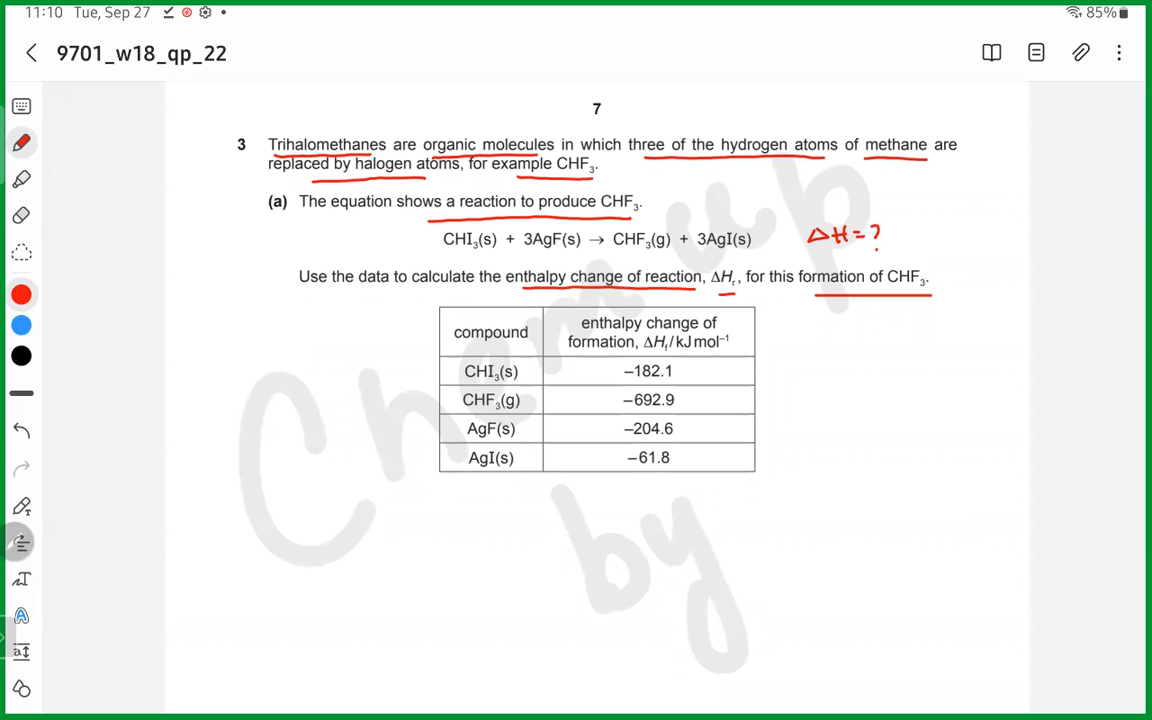 11:10 Tue, Sep 27 85%
9701_w18_qp_22
7
3 Trihalomethanes are organic molecules in which three of the hydrogen atoms of methane are
replaced by halogen atoms, for example CHF₃.
(a) The equation shows a reaction to produce CHF₃.
CHI₃(s) + 3AgF(s) → CHF₃(g) + 3AgI(s) ΔH = ?
Use the data to calculate the enthalpy change of reaction, ΔHᵣ, for this formation of CHF₃.
compound enthalpy change of
formation, ΔHf/kJ mol⁻¹
CHI₃(s) –182.1
CHF₃(g) –692.9
AgF(s) –204.6
AgI(s) –61.8
Chem up
by